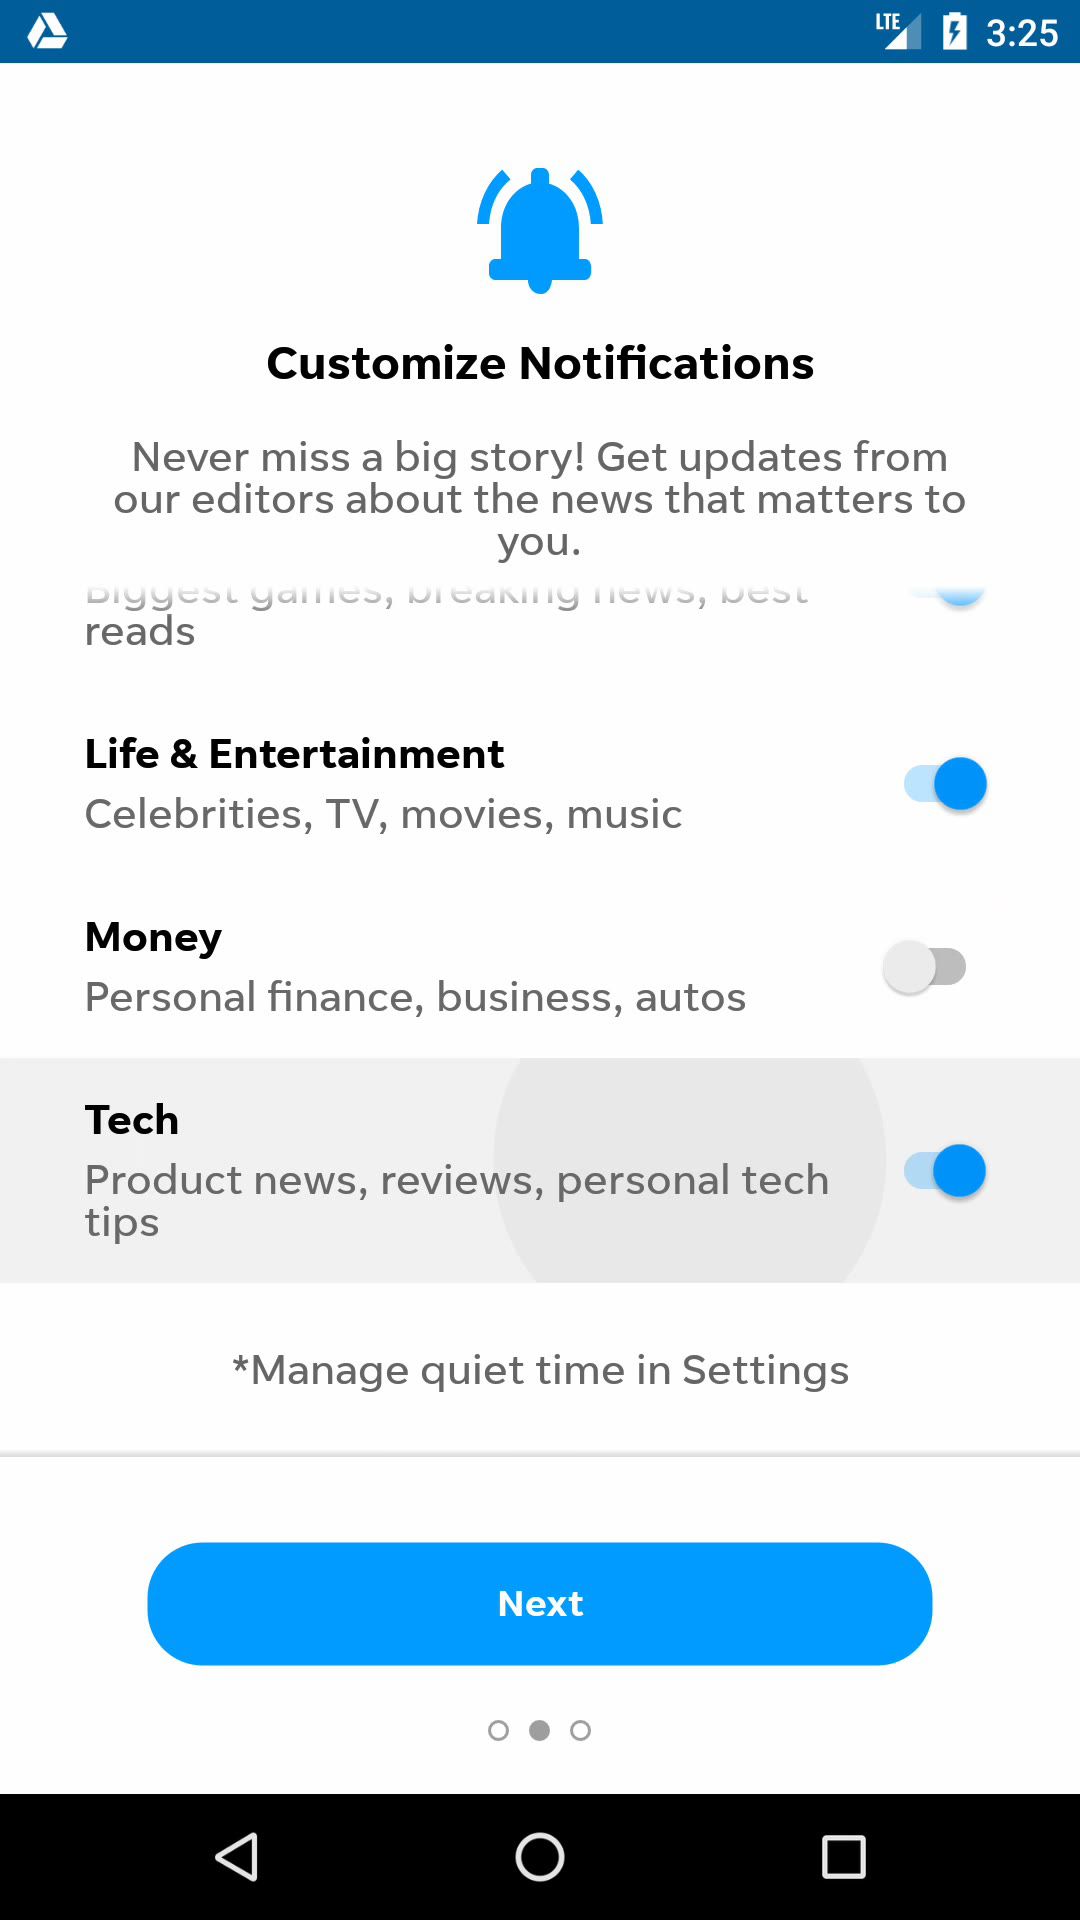 LTE 3:25
Customize Notifications
Never miss a big story! Get updates from
our editors about the news that matters to
you.
Biggest games, breaking news, best
reads
Life & Entertainment
Celebrities, TV, movies, music
Money
Personal finance, business, autos
Tech
Product news, reviews, personal tech
tips
*Manage quiet time in Settings
Next